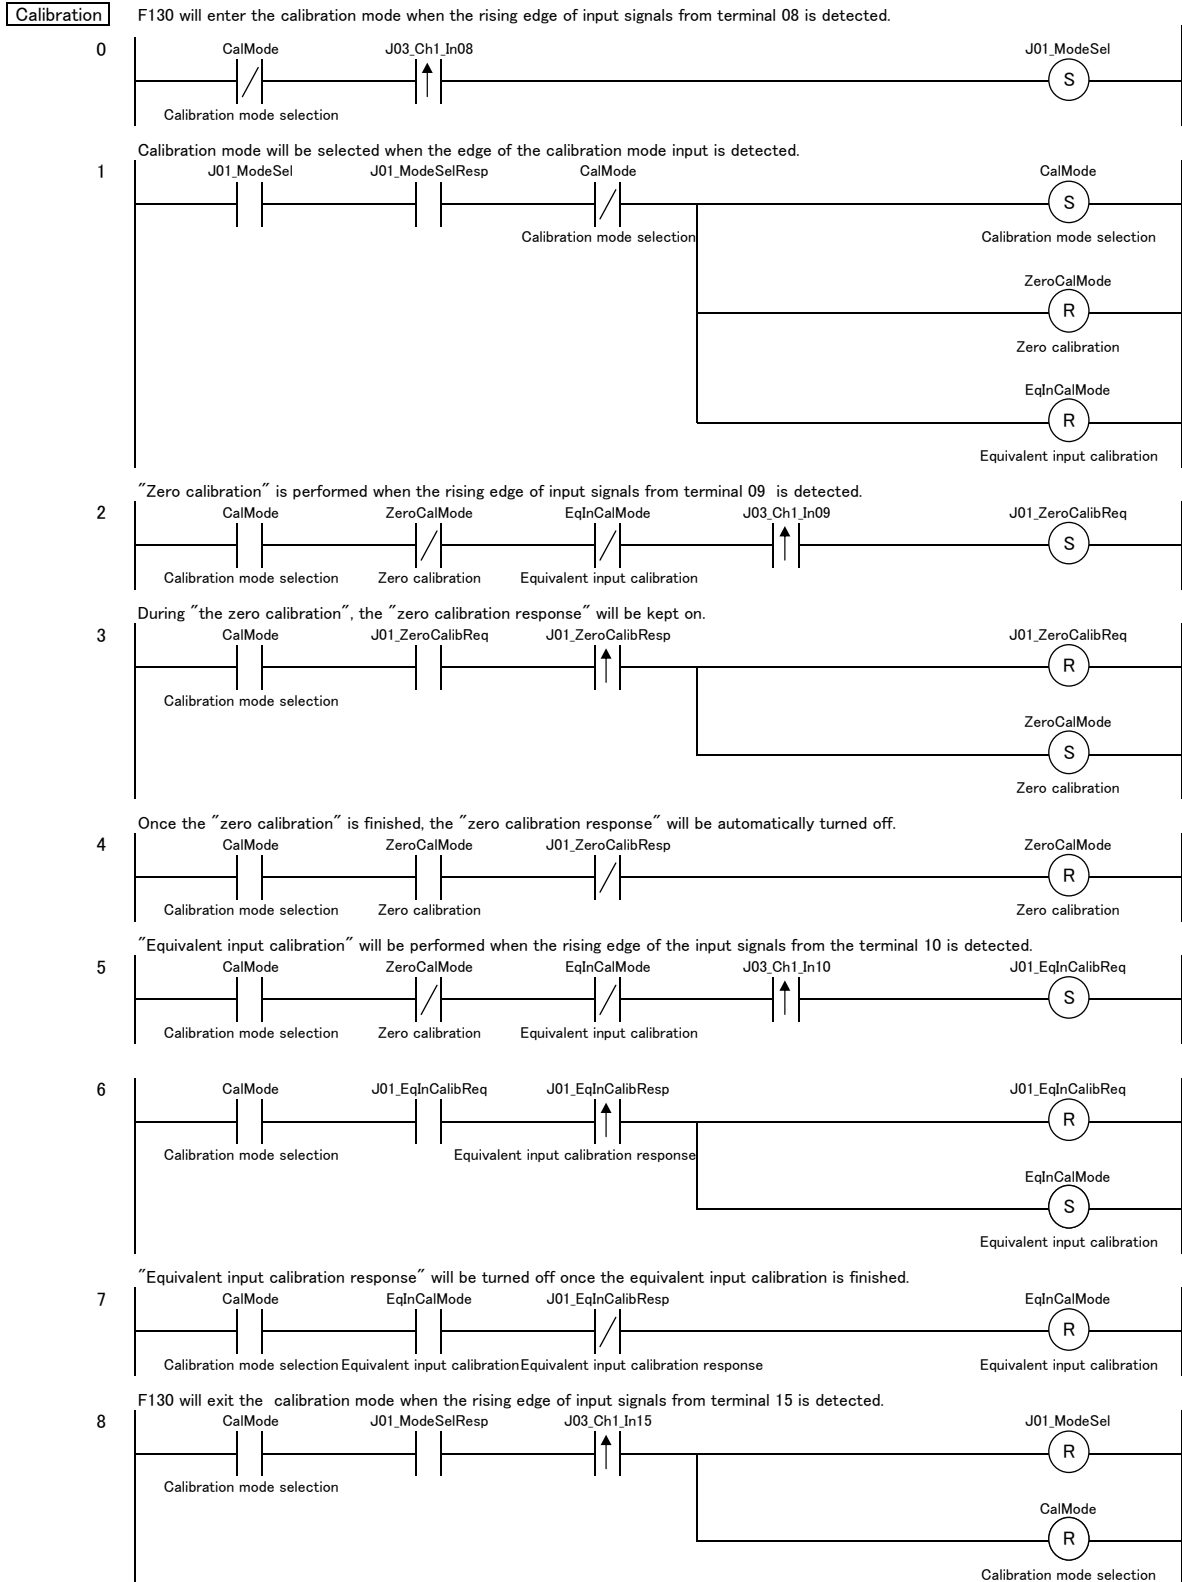 Calibration F130 will enter the calibration mode when the rising edge of input signals from terminal 08 is detected.
0 CalMode J03_Ch1_In08 J01_ModeSel
S
Calibration mode selection
Calibration mode will be selected when the edge of the calibration mode input is detected.
1 J01_ModeSel J01_ModeSelResp CalMode CalMode
S
Calibration mode selection Calibration mode selection
ZeroCalMode
R
Zero calibration
EqInCalMode
R
Equivalent input calibration
"Zero calibration" is performed when the rising edge of input signals from terminal 09 is detected.
2 CalMode ZeroCalMode EqInCalMode J03_Ch1_In09 J01_ZeroCalibReq
S
Calibration mode selection Zero calibration Equivalent input calibration
During "the zero calibration", the "zero calibration response" will be kept on.
3 CalMode J01_ZeroCalibReq J01_ZeroCalibResp J01_ZeroCalibReq
R
Calibration mode selection
ZeroCalMode
S
Zero calibration
Once the "zero calibration" is finished, the "zero calibration response" will be automatically turned off.
4 CalMode ZeroCalMode J01_ZeroCalibResp ZeroCalMode
R
Calibration mode selection Zero calibration Zero calibration
"Equivalent input calibration" will be performed when the rising edge of the input signals from the terminal 10 is detected.
5 CalMode ZeroCalMode EqInCalMode J03_Ch1_In10 J01_EqInCalibReq
S
Calibration mode selection Zero calibration Equivalent input calibration
6 CalMode J01_EqInCalibReq J01_EqInCalibResp J01_EqInCalibReq
R
Calibration mode selection Equivalent input calibration response
EqInCalMode
S
Equivalent input calibration
"Equivalent input calibration response" will be turned off once the equivalent input calibration is finished.
7 CalMode EqInCalMode J01_EqInCalibResp EqInCalMode
R
Calibration mode selection Equivalent input calibration Equivalent input calibration response Equivalent input calibration
F130 will exit the calibration mode when the rising edge of input signals from terminal 15 is detected.
8 CalMode J01_ModeSelResp J03_Ch1_In15 J01_ModeSel
R
Calibration mode selection
CalMode
R
Calibration mode selection